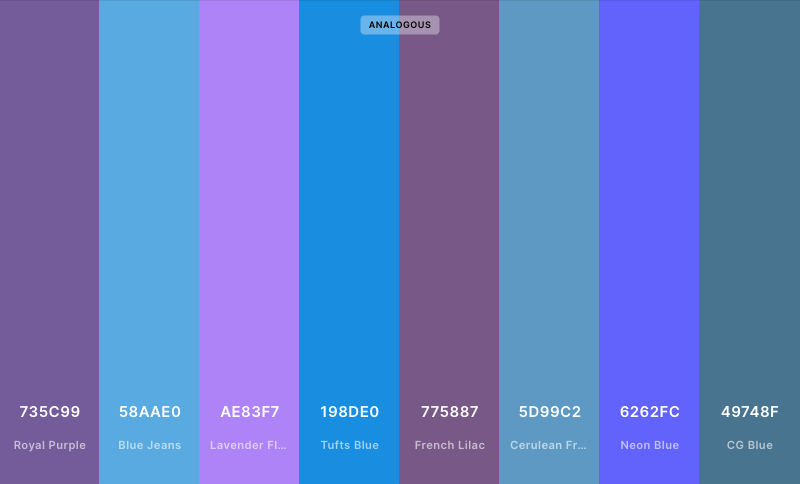 ANALOGOUS
735C99 58AAE0 AE83F7 198DE0 775887 5D99C2 6262FC 49748F
Royal Purple Blue Jeans Lavender Fl... Tufts Blue French Lilac Cerulean Fr... Neon Blue CG Blue